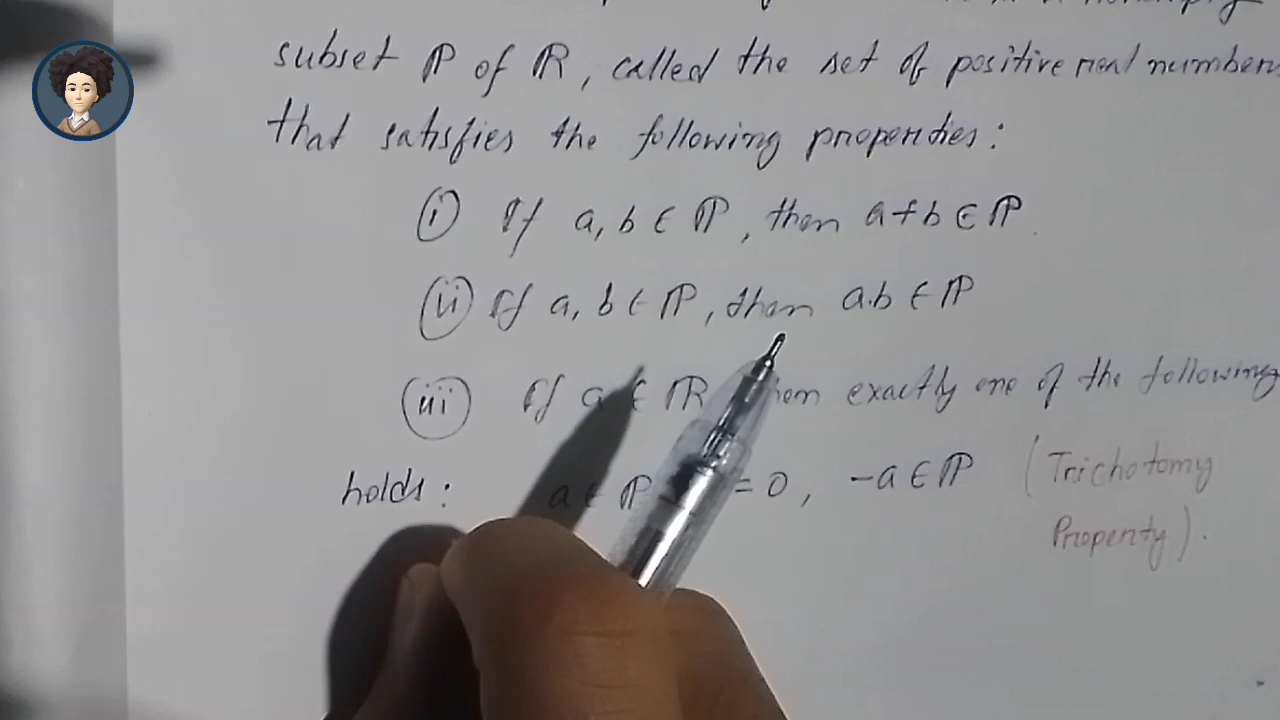 subset ℙ of ℝ, called the set of positive real numbers
that satisfies the following properties:
(i) If a, b ∈ ℙ, then a+b ∈ ℙ.
(ii) If a, b ∈ ℙ, then a.b ∈ ℙ
(iii) If a ∈ ℝ then exactly one of the following
holds: a ∈ ℙ = 0, -a ∈ ℙ (Trichotomy
Property).